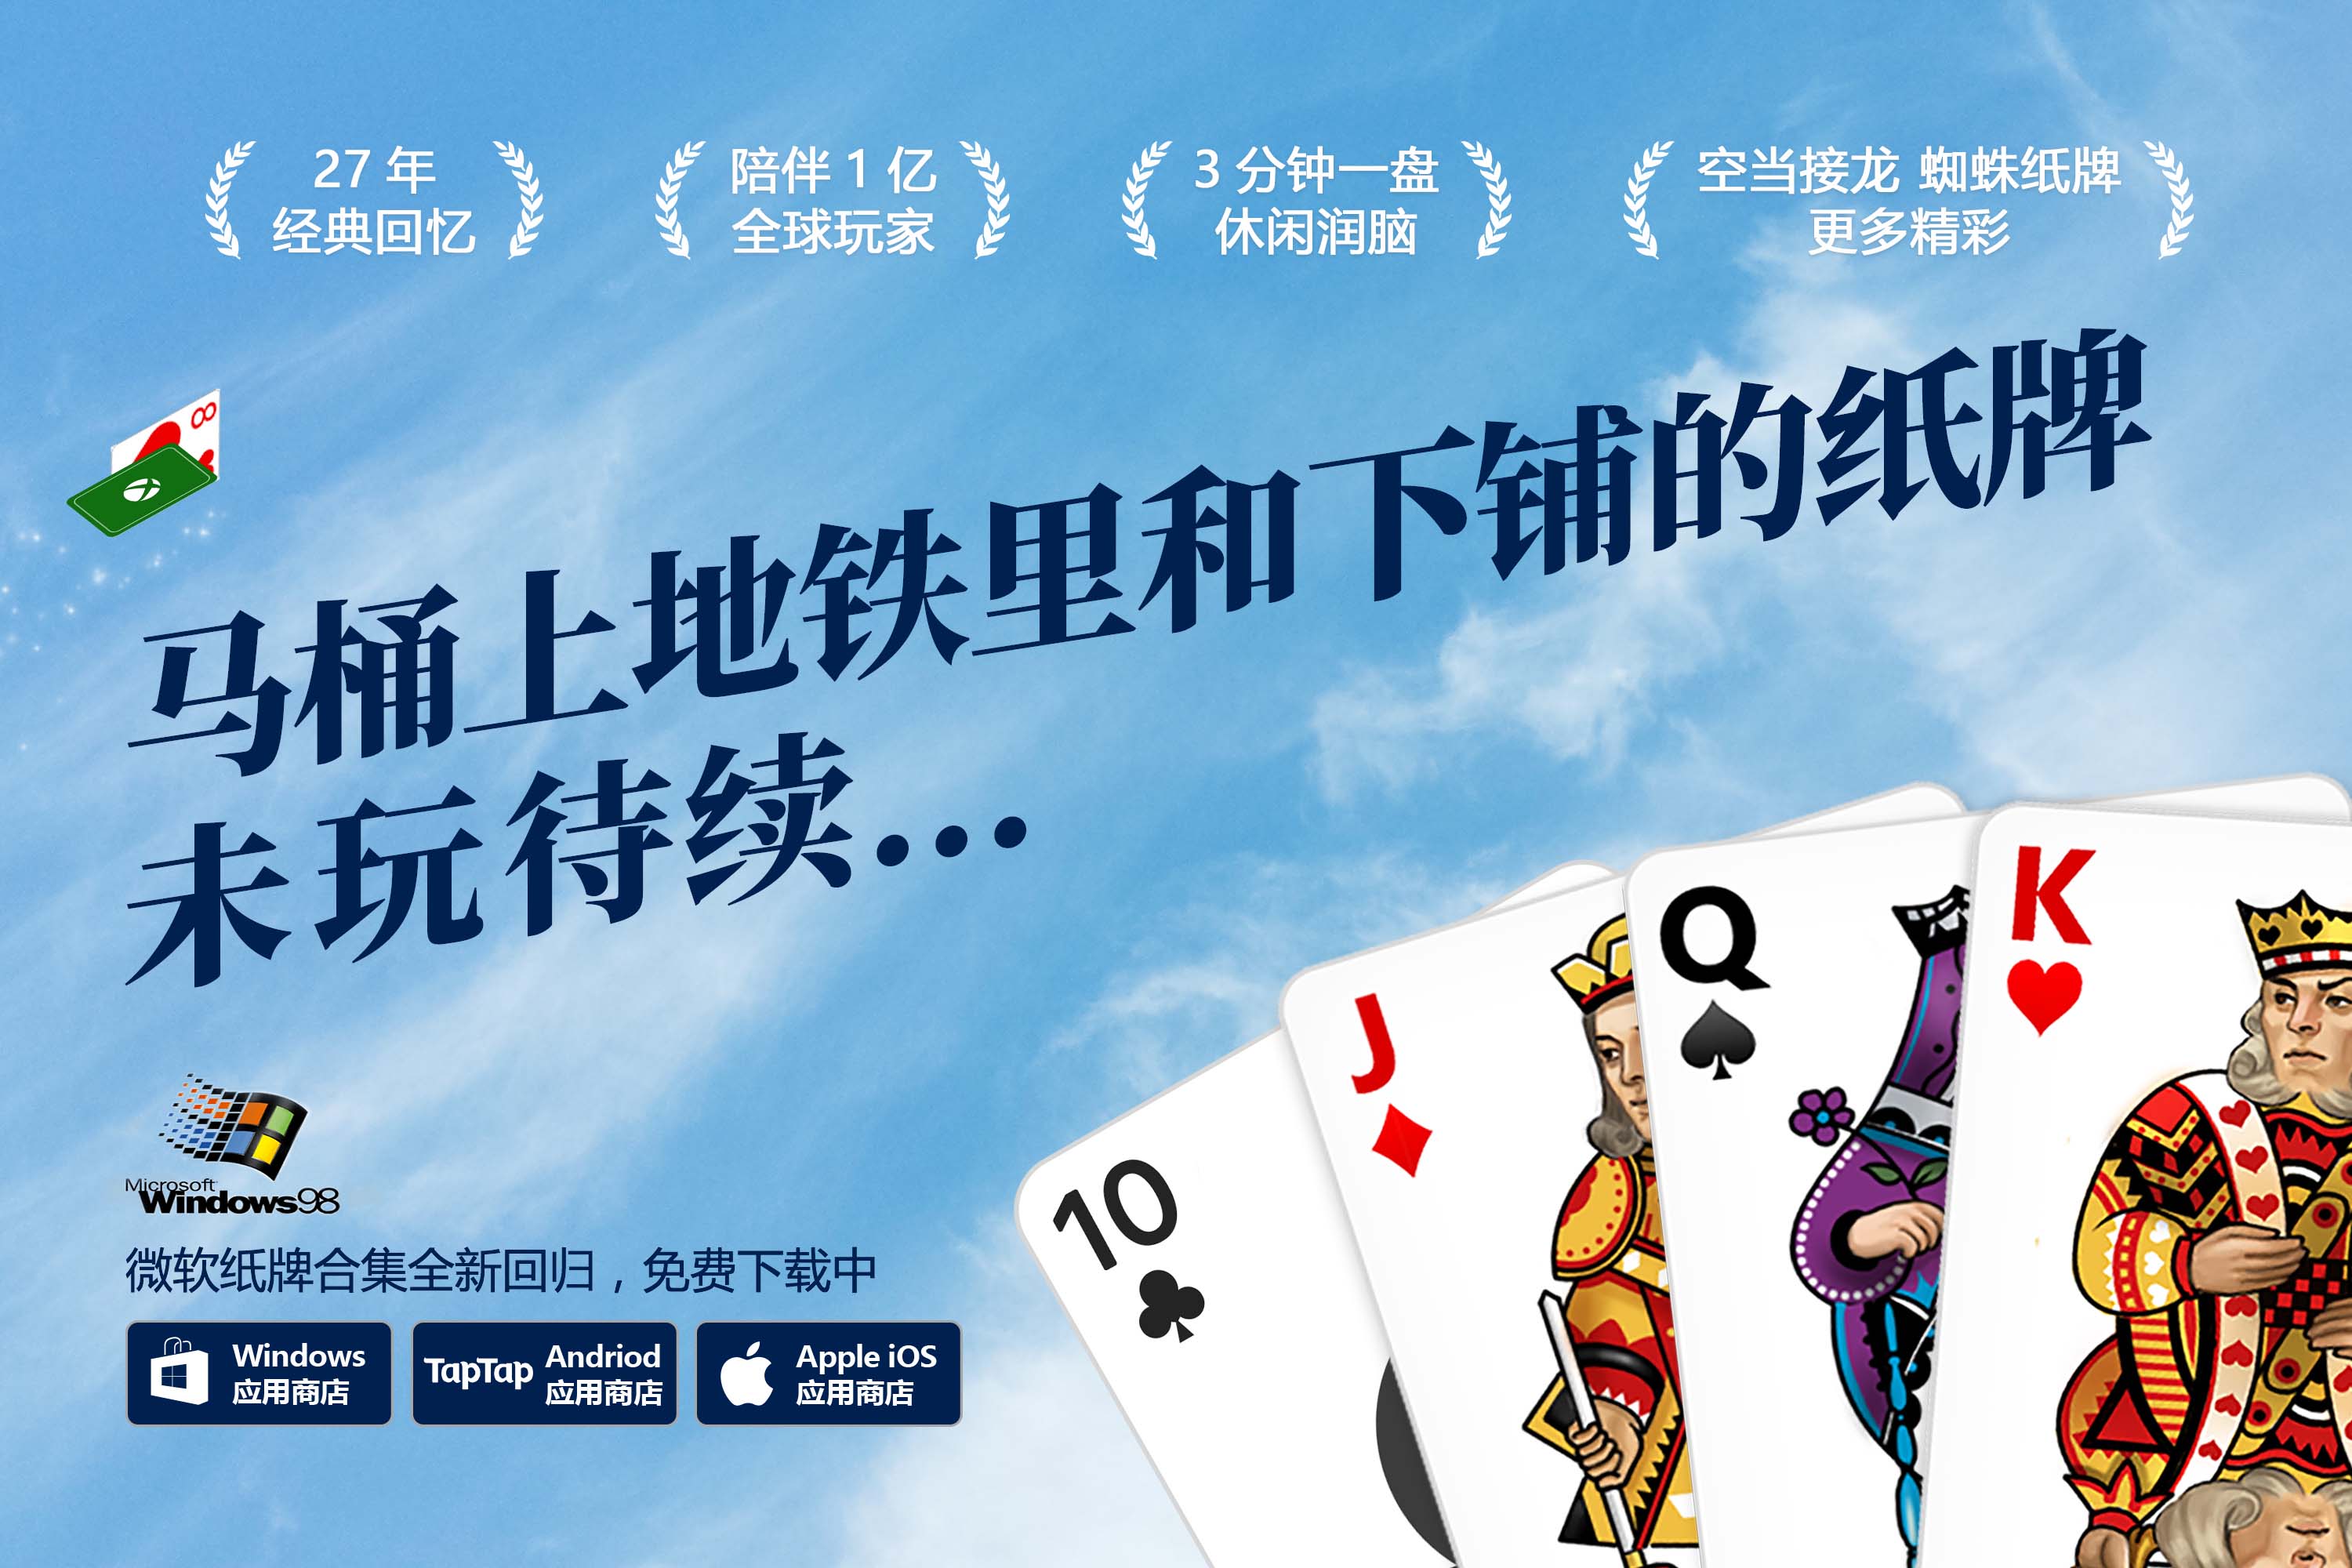 27 年
经典回忆
陪伴 1 亿
全球玩家
3 分钟一盘
休闲润脑
空当接龙 蜘蛛纸牌
更多精彩
8
马桶上地铁里和下铺的纸牌
未玩待续...
Microsoft
Windows98
微软纸牌合集全新回归，免费下载中
Windows
应用商店
TapTap
Andriod
应用商店
Apple iOS
应用商店
10
J
Q
K